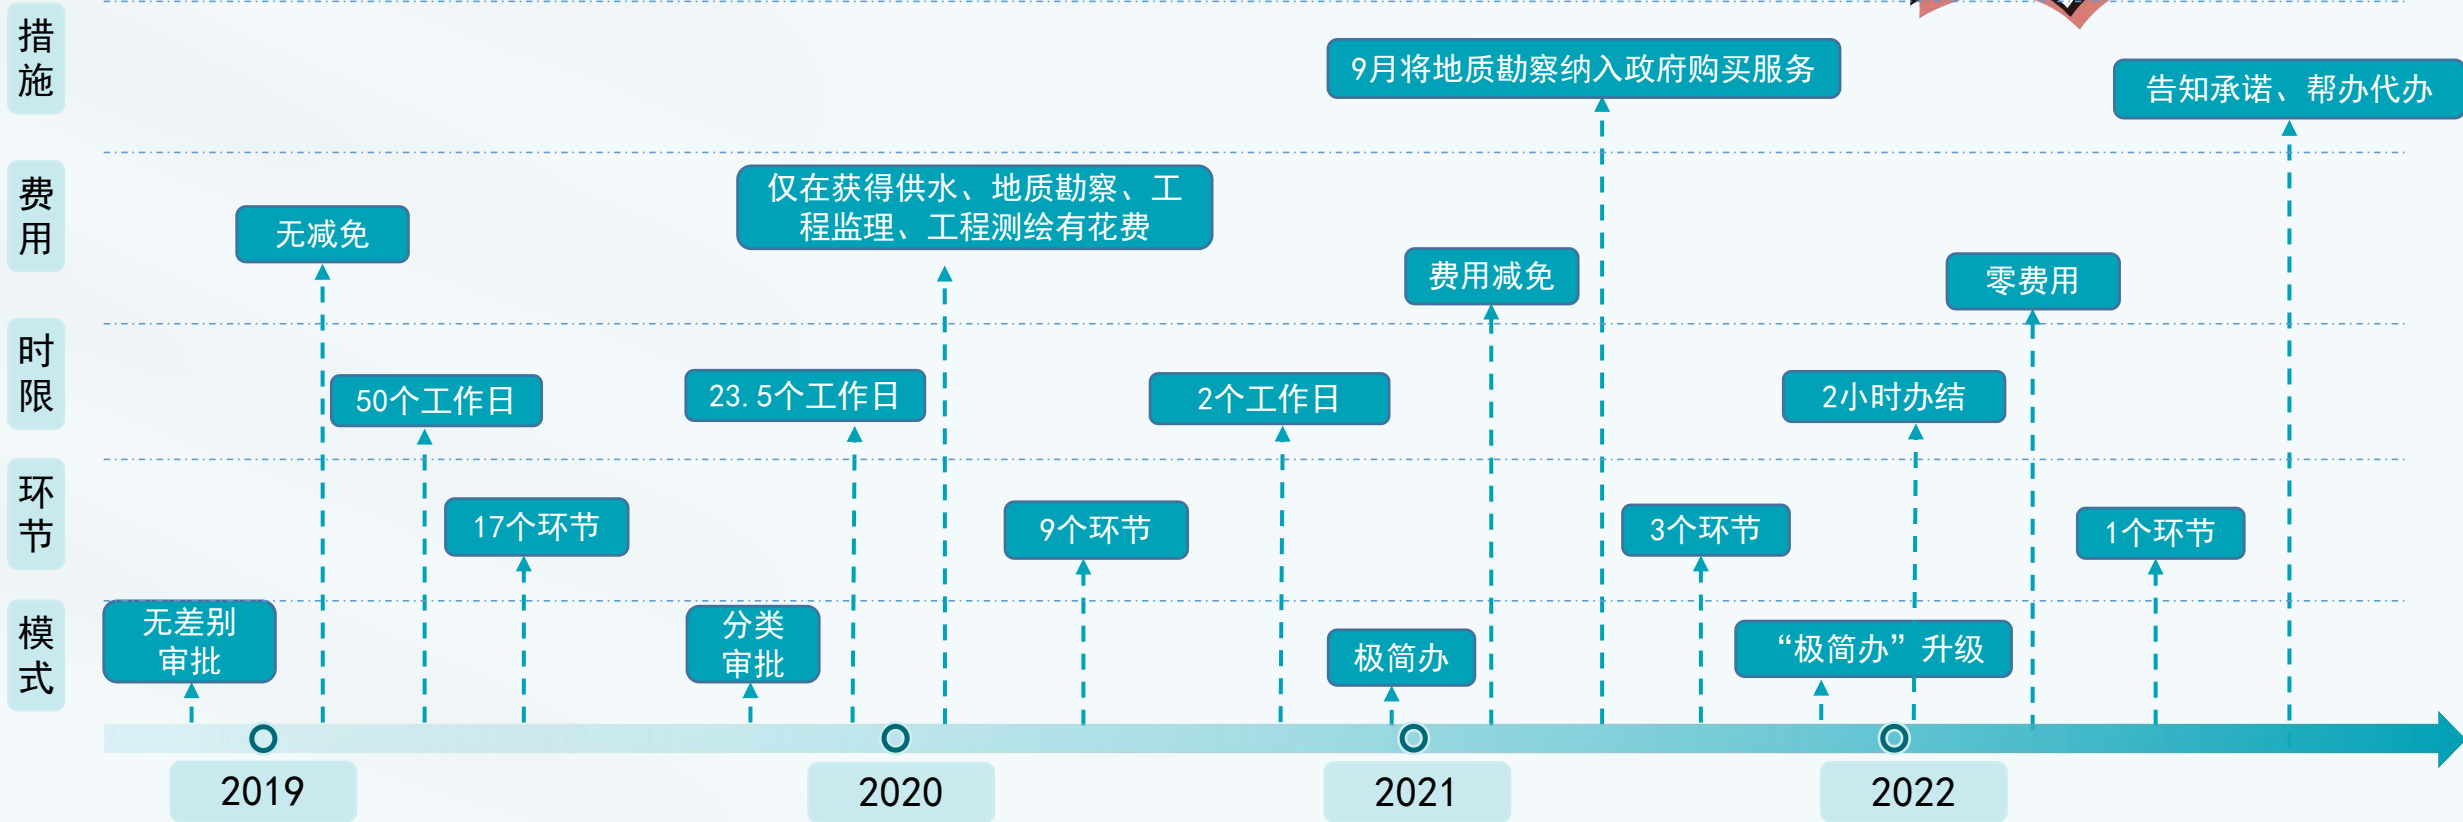 措施
9月将地质勘察纳入政府购买服务
告知承诺、帮办代办
费用
无减免
仅在获得供水、地质勘察、工
程监理、工程测绘有花费
费用减免
零费用
时限
50个工作日
23.5个工作日
2个工作日
2小时办结
环节
17个环节
9个环节
3个环节
1个环节
模式
无差别
审批
分类
审批
极简办
“极简办”升级
2019
2020
2021
2022